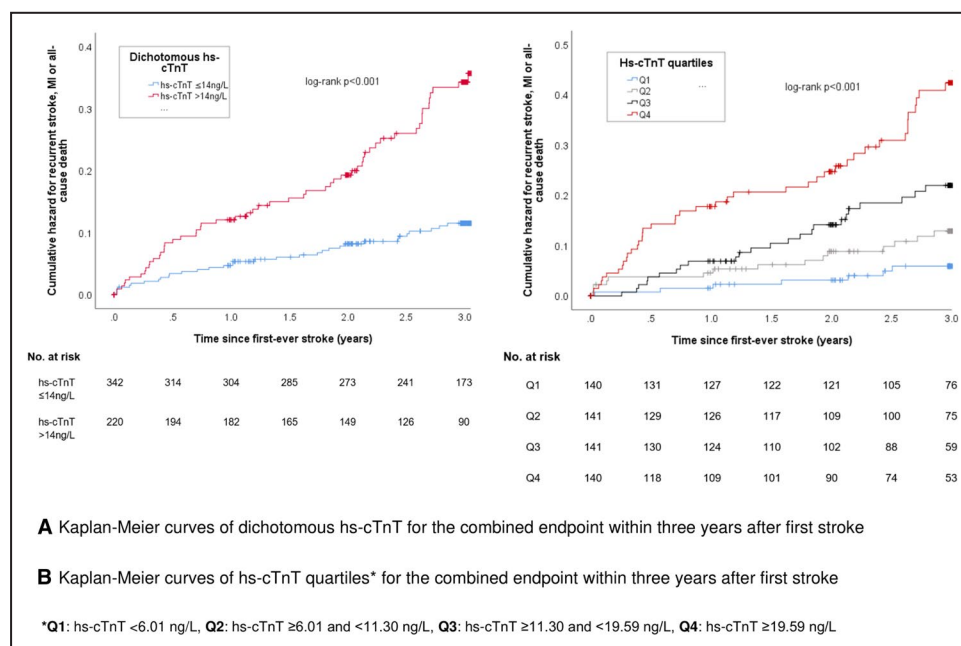 Cumulative hazard for recurrent stroke, MI or all-
cause death
0.4
0.3
0.2
0.1
0.0
Dichotomous hs-
cTnT
hs-cTnT ≤14ng/L
hs-cTnT >14ng/L
...
log-rank p<0.001
.0 .5 1.0 1.5 2.0 2.5 3.0
Time since first-ever stroke (years)
No. at risk
hs-cTnT
≤14ng/L
342 314 304 285 273 241 173
hs-cTnT
>14ng/L
220 194 182 165 149 126 90
Cumulative hazard for recurrent stroke, MI or all-
cause death
0.5
0.4
0.3
0.2
0.1
0.0
Hs-cTnT quartiles
Q1
Q2
Q3
Q4
...
log-rank p<0.001
.0 .5 1.0 1.5 2.0 2.5 3.0
Time since first-ever stroke (years)
No. at risk
Q1 140 131 127 122 121 105 76
Q2 141 129 126 117 109 100 75
Q3 141 130 124 110 102 88 59
Q4 140 118 109 101 90 74 53
A Kaplan-Meier curves of dichotomous hs-cTnT for the combined endpoint within three years after first stroke
B Kaplan-Meier curves of hs-cTnT quartiles* for the combined endpoint within three years after first stroke
*Q1: hs-cTnT <6.01 ng/L, Q2: hs-cTnT ≥6.01 and <11.30 ng/L, Q3: hs-cTnT ≥11.30 and <19.59 ng/L, Q4: hs-cTnT ≥19.59 ng/L